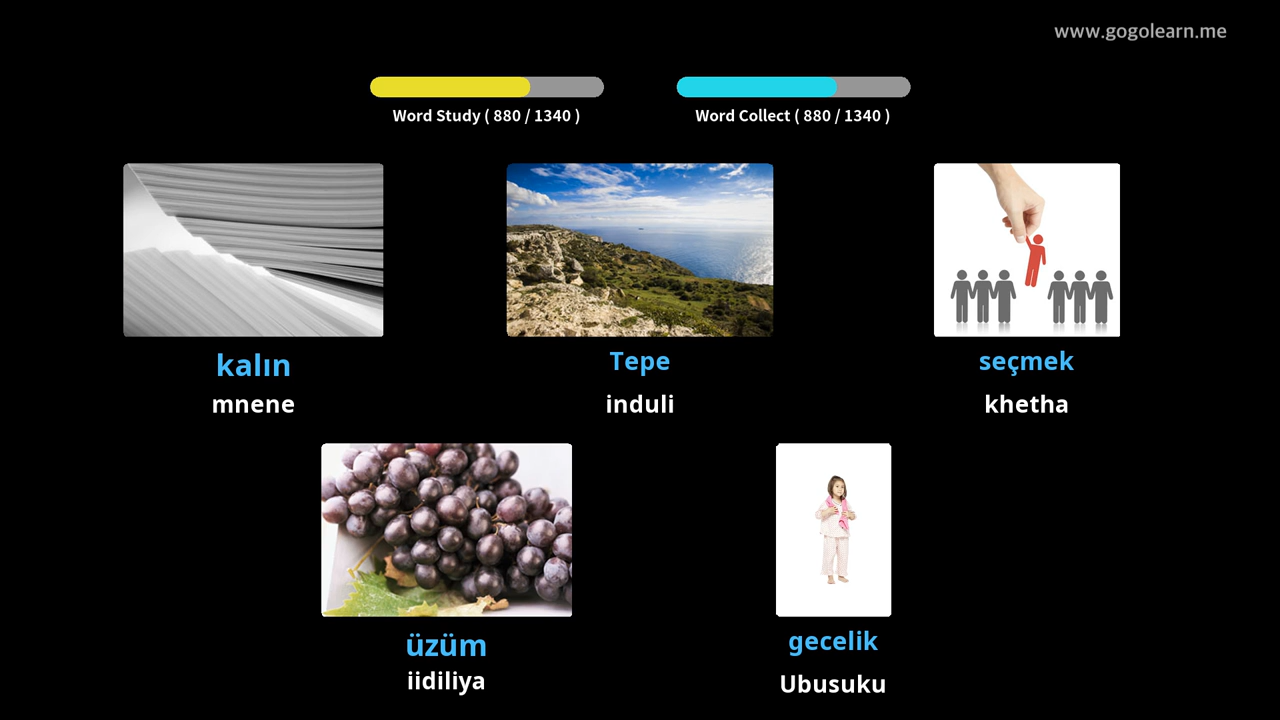 www.gogolearn.me
Word Study ( 880 / 1340 )
Word Collect ( 880 / 1340 )
kalın
mnene
Tepe
induli
seçmek
khetha
üzüm
iidiliya
gecelik
Ubusuku